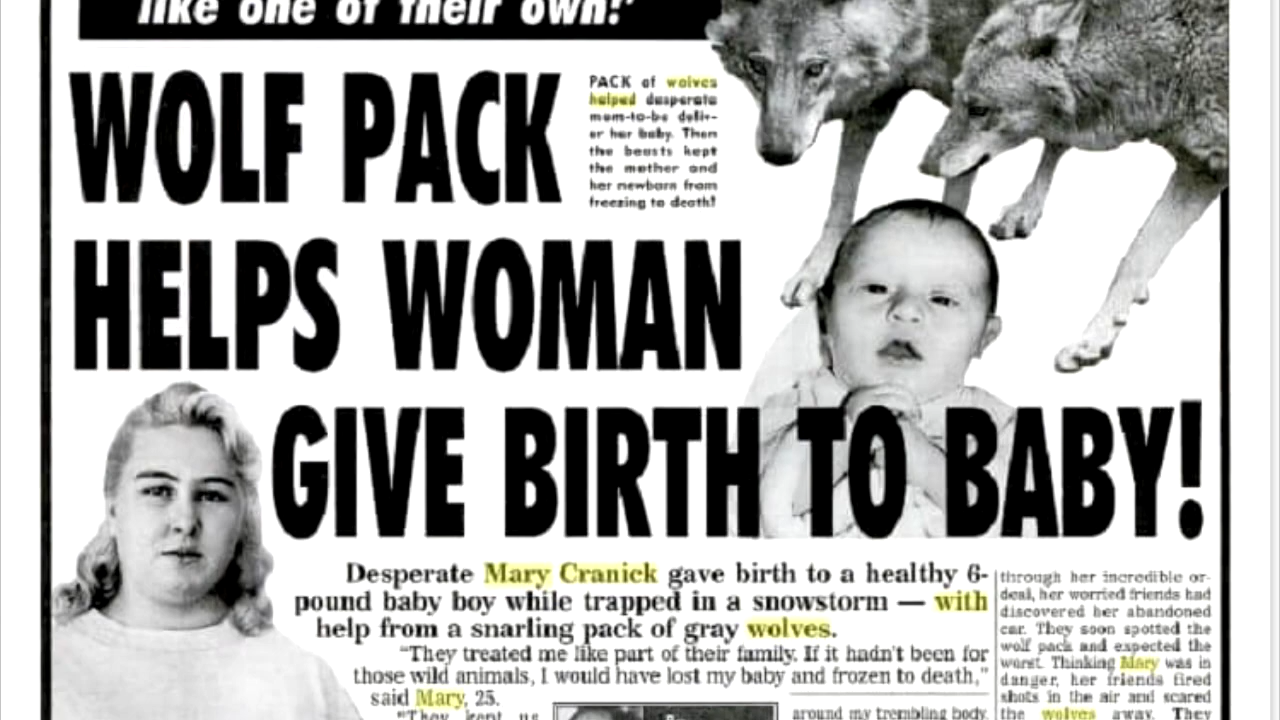 like one of their own!'
WOLF PACK
HELPS WOMAN
GIVE BIRTH TO BABY!
PACK of wolves
helped desperate
mom-to-be deliv-
er her baby. Then
the beasts kept
the mother and
her newborn from
freezing to death!
Desperate Mary Cranick gave birth to a healthy 6-
pound baby boy while trapped in a snowstorm — with
help from a snarling pack of gray wolves.
"They treated me like part of their family. If it hadn't been for
those wild animals, I would have lost my baby and frozen to death,"
said Mary, 25.
"They kept us
around my trembling body.
through her incredible or-
deal, her worried friends had
discovered her abandoned
car. They soon spotted the
wolf pack and expected the
worst. Thinking Mary was in
danger, her friends fired
shots in the air and scared
the wolves away. They